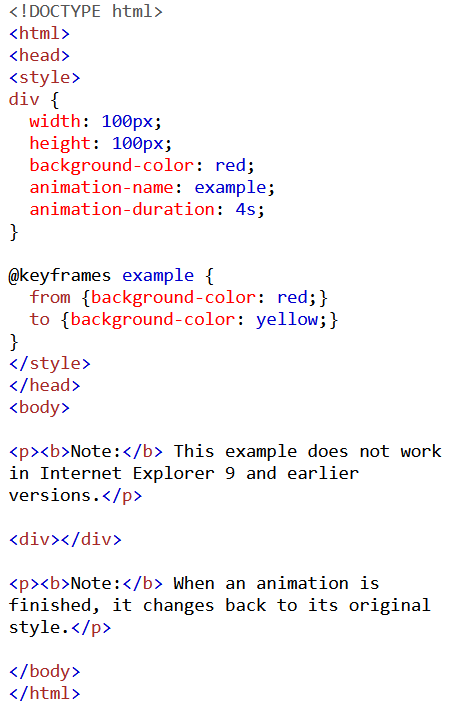 <!DOCTYPE html>
<html>
<head>
<style>
div {
  width: 100px;
  height: 100px;
  background-color: red;
  animation-name: example;
  animation-duration: 4s;
}

@keyframes example {
  from {background-color: red;}
  to {background-color: yellow;}
}
</style>
</head>
<body>

<p><b>Note:</b> This example does not work
in Internet Explorer 9 and earlier
versions.</p>

<div></div>

<p><b>Note:</b> When an animation is
finished, it changes back to its original
style.</p>

</body>
</html>